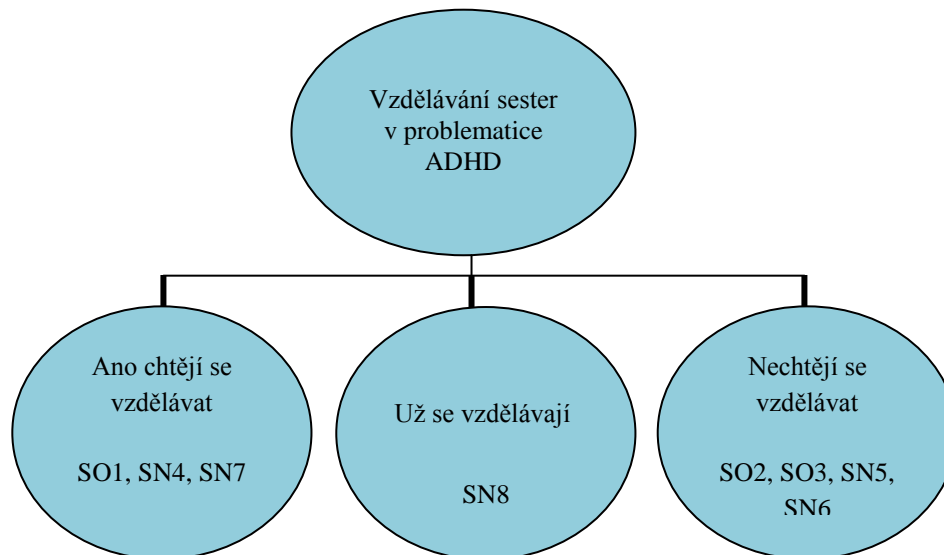 Vzdělávání sester
v problematice
ADHD
Ano chtějí se
vzdělávat
SO1, SN4, SN7
Už se vzdělávají
SN8
Nechtějí se
vzdělávat
SO2, SO3, SN5,
SN6